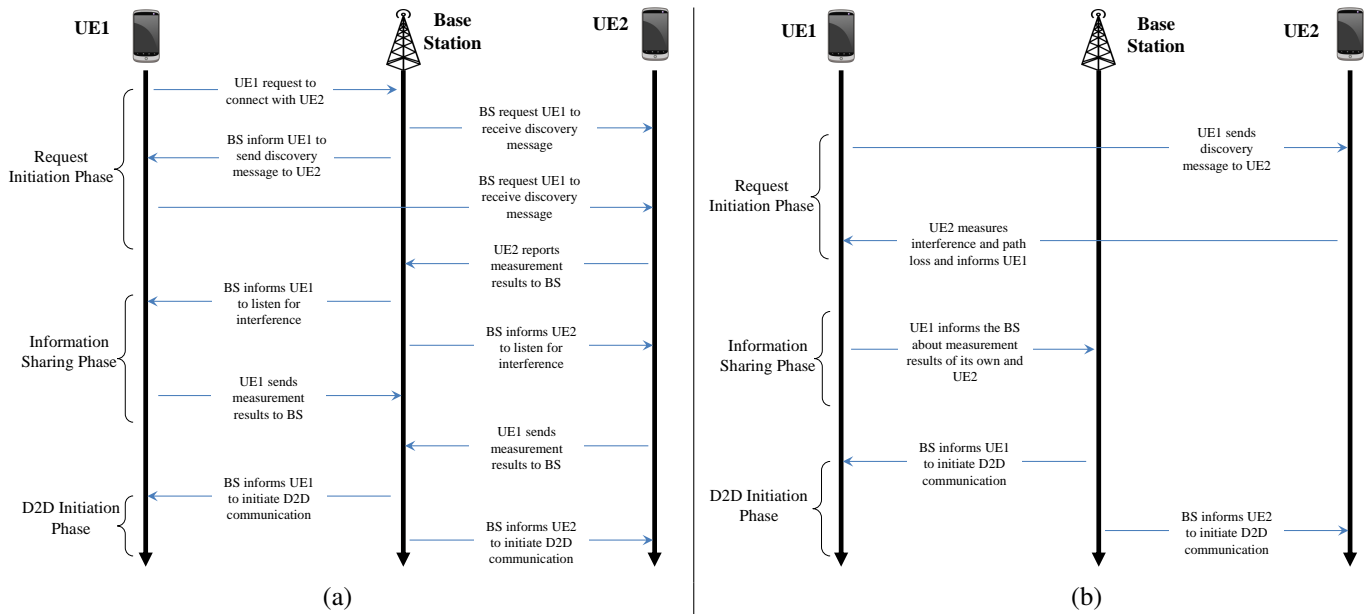 UE1
Base
Station
UE2
UE1 request to
connect with UE2
BS request UE1 to
receive discovery
message
BS inform UE1 to
send discovery
message to UE2
Request
Initiation Phase
BS request UE1 to
receive discovery
message
UE2 reports
measurement
results to BS
BS informs UE1
to listen for
interference
Information
Sharing Phase
BS informs UE2
to listen for
interference
UE1 sends
measurement
results to BS
UE1 sends
measurement
results to BS
BS informs UE1
to initiate D2D
communication
D2D Initiation
Phase
BS informs UE2
to initiate D2D
communication
(a)
UE1
Base
Station
UE2
UE1 sends
discovery
message to UE2
Request
Initiation Phase
UE2 measures
interference and path
loss and informs UE1
Information
Sharing Phase
UE1 informs the BS
about measurement
results of its own and
UE2
BS informs UE1
to initiate D2D
communication
D2D Initiation
Phase
BS informs UE2
to initiate D2D
communication
(b)